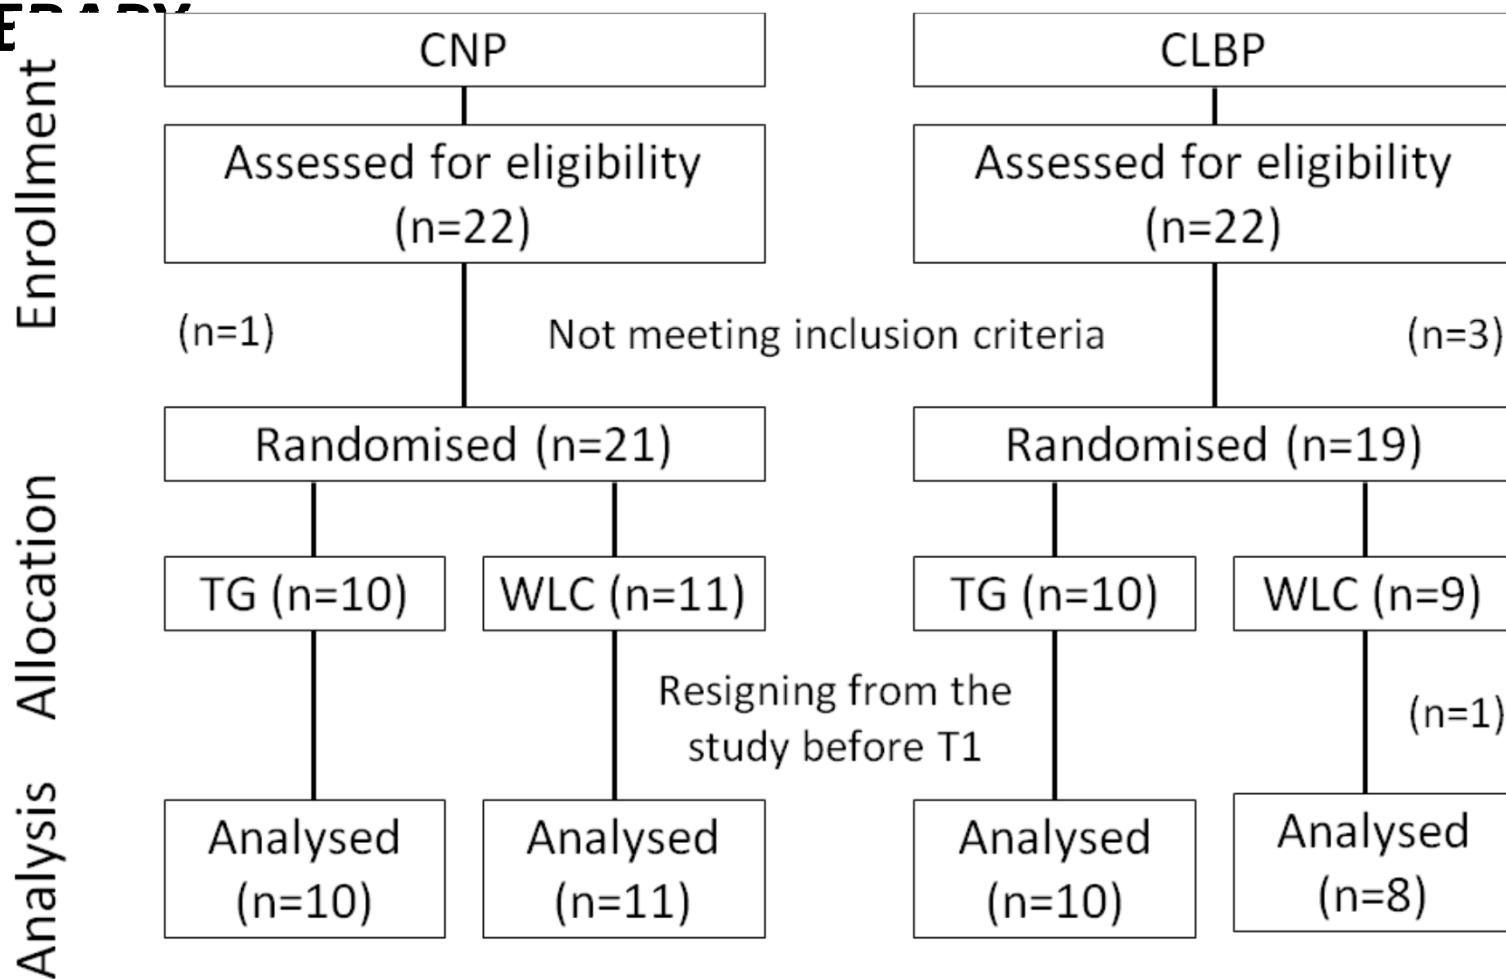 CNP
CLBP
Enrollment
Assessed for eligibility
(n=22)
Assessed for eligibility
(n=22)
(n=1)
Not meeting inclusion criteria
(n=3)
Randomised (n=21)
Randomised (n=19)
Allocation
TG (n=10)
WLC (n=11)
TG (n=10)
WLC (n=9)
Resigning from the
study before T1
(n=1)
Analysis
Analysed
(n=10)
Analysed
(n=11)
Analysed
(n=10)
Analysed
(n=8)